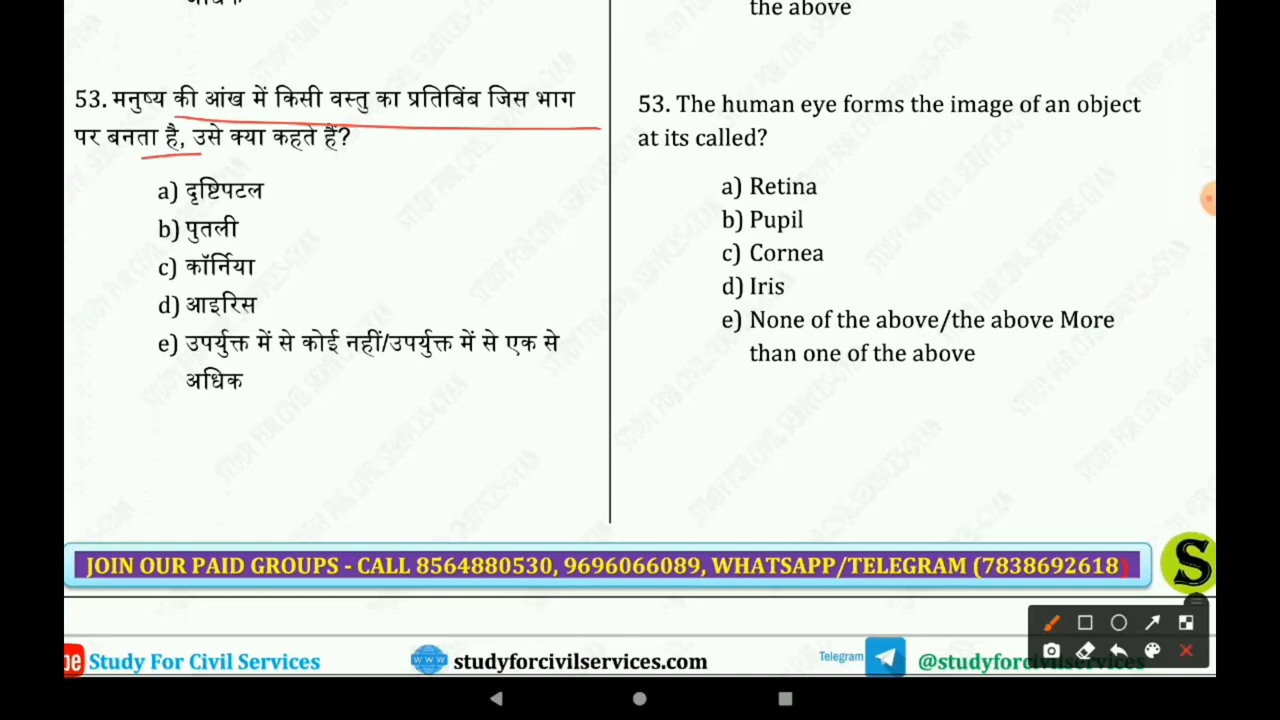 अधिक
53. मनुष्य की आंख में किसी वस्तु का प्रतिबिंब जिस भाग
पर बनता है, उसे क्या कहते हैं?
a) दृष्टिपटल
b) पुतली
c) कॉर्निया
d) आइरिस
e) उपर्युक्त में से कोई नहीं/उपर्युक्त में से एक से
अधिक
the above
53. The human eye forms the image of an object
at its called?
a) Retina
b) Pupil
c) Cornea
d) Iris
e) None of the above/the above More
than one of the above
JOIN OUR PAID GROUPS - CALL 8564880530, 9696066089, WHATSAPP/TELEGRAM (7838692618)
S
Study For Civil Services
www
studyforcivilservices.com
Telegram
@studyforcivilservices